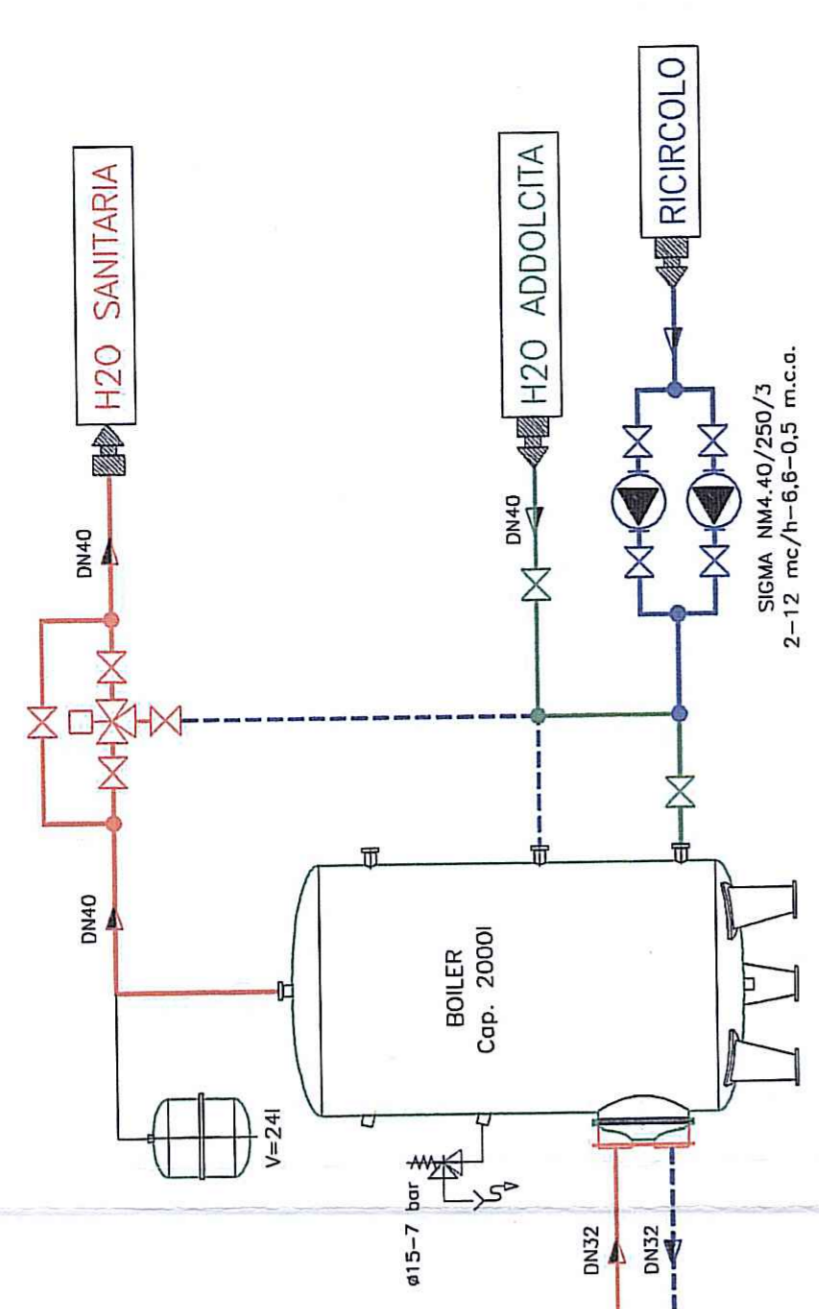 H2O SANITARIA
H2O ADDOLCITA
RICIRCOLO
DN40
DN40
SIGMA NM4.40/250/3
2-12 mc/h-6,6-0,5 m.c.a.
DN40
BOILER
Cap. 2000l
V=24l
ø15-7 bar
DN32
DN32